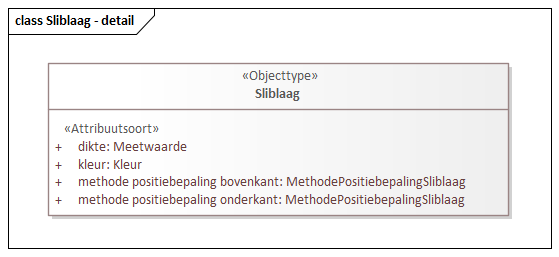 class Sliblaag - detail
«Objecttype»
Sliblaag
«Attribuutsoort»
+ dikte: Meetwaarde
+ kleur: Kleur
+ methode positiebepaling bovenkant: MethodePositiebepalingSliblaag
+ methode positiebepaling onderkant: MethodePositiebepalingSliblaag